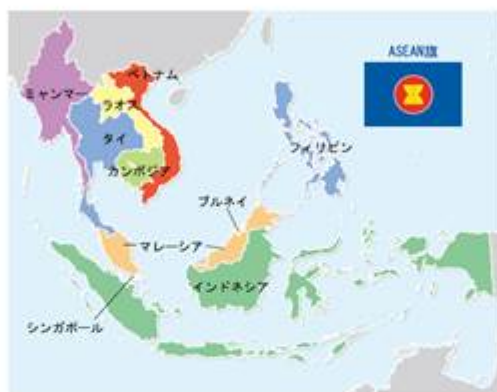 ASEAN旗
ベトナム
ミャンマー
ラオス
タイ
フィリピン
カンボジア
ブルネイ
マレーシア
インドネシア
シンガポール